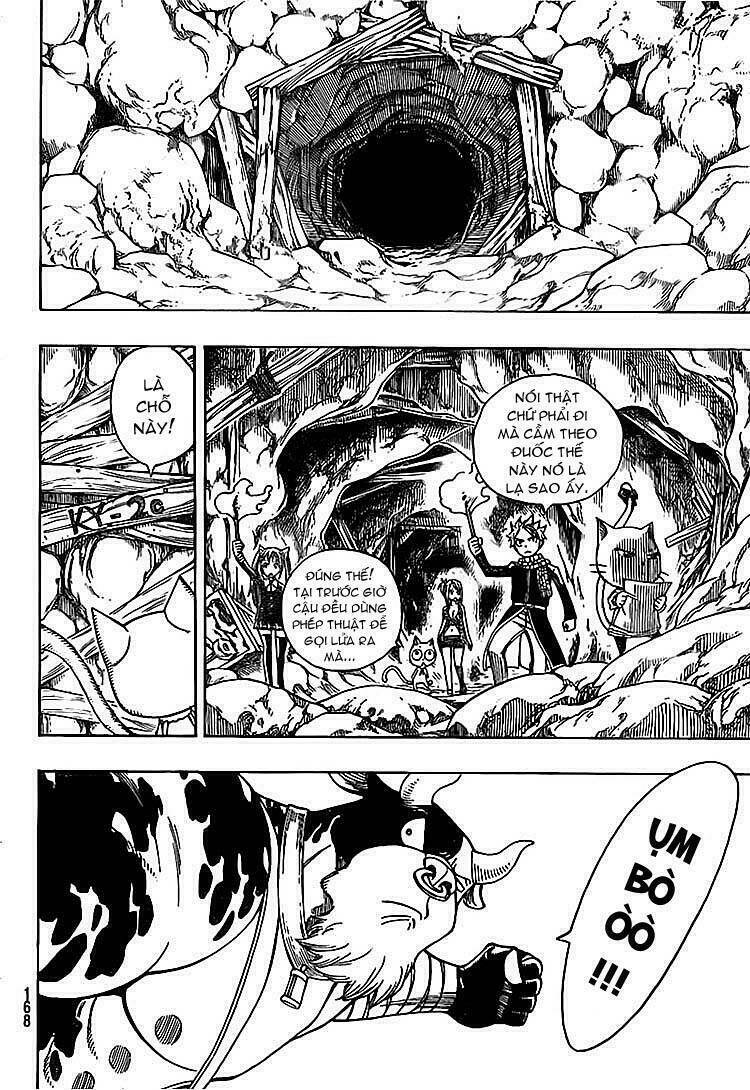 NÓI THẬT
CHỨ PHẢI ĐI
MÀ CẦM THEO
ĐUỐC THẾ
NÀY NÓ LÀ
LẠ SAO ẤY.
ĐÚNG THẾ!
TẠI TRƯỚC GIỜ
CẬU ĐỀU DÙNG
PHÉP THUẬT ĐỂ
GỌI LỬA RA
MÀ...
LÀ
CHỖ
NÀY!
KY-2c
ỤM
BÒ
ÒÒ
!!!
168